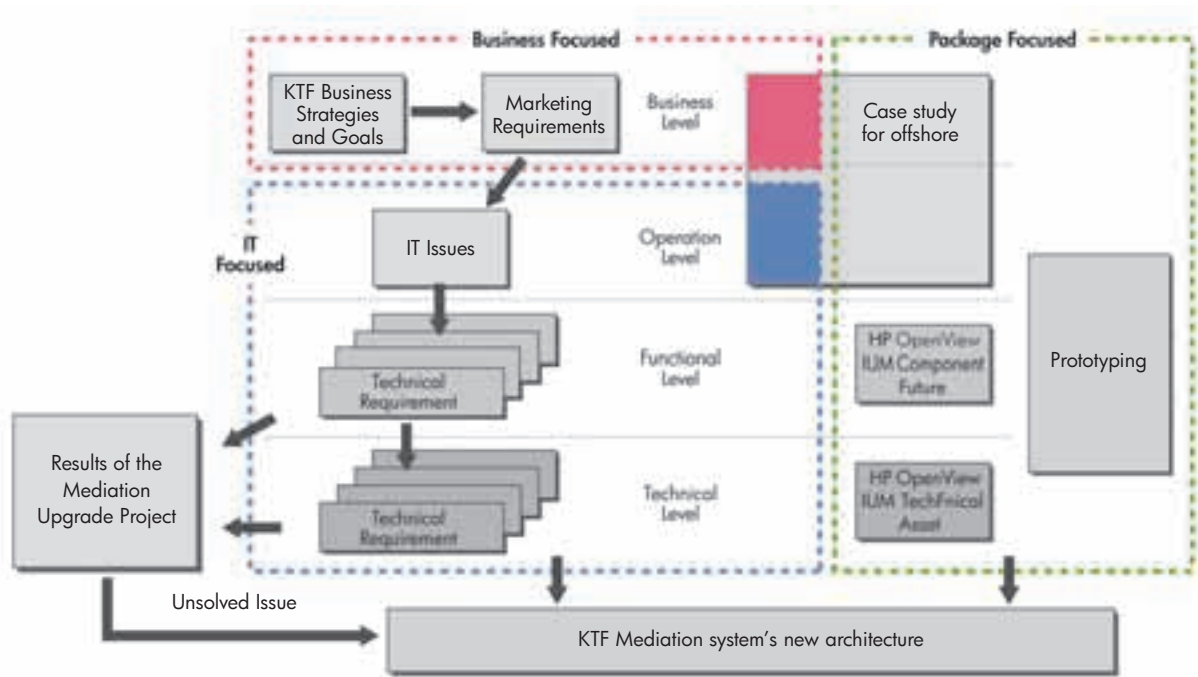 Business Focused
Package Focused
KTF Business
Strategies
and Goals
Marketing
Requirements
Business
Level
Case study
for offshore
IT
Focused
IT Issues
Operation
Level
Technical
Requirement
Functional
Level
HP OpenView
IUM Component
Future
Prototyping
Results of the
Mediation
Upgrade Project
Technical
Requirement
Technical
Level
HP OpenView
IUM TechFnical
Asset
Unsolved Issue
KTF Mediation system's new architecture